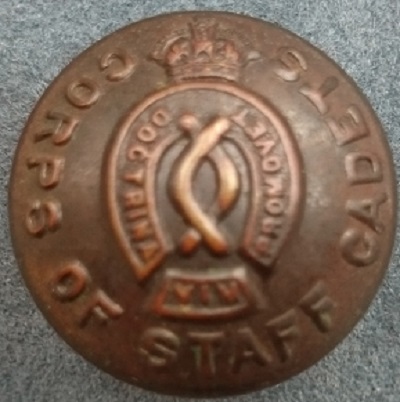 CORPS OF STAFF CADETS
DOCTRINA
VIM
PROMOVET